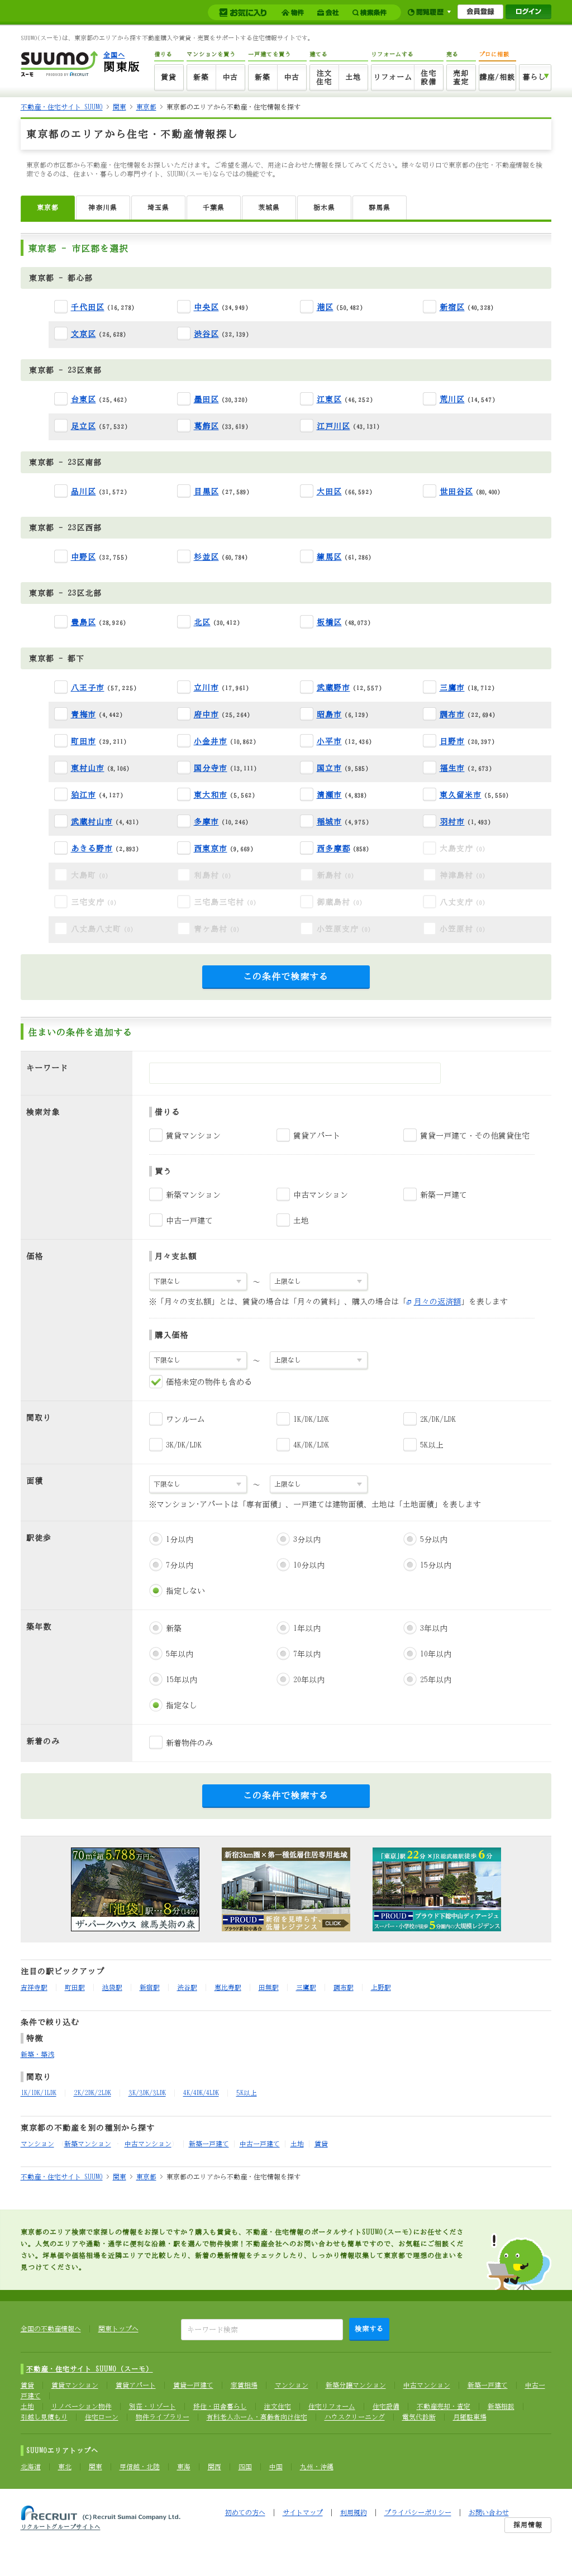 お気に入り 物件 会社 検索条件 閲覧履歴 会員登録 ログイン
SUUMO(スーモ)は、東京都のエリアから探す不動産購入や賃貸・売買をサポートする住宅情報サイトです。
SUUMO スーモ 全国へ 関東版
借りる マンションを買う 一戸建てを買う 建てる リフォームする 売る プロに相談
賃貸 新築 中古 新築 中古 注文住宅 土地 リフォーム 住宅設備 売却査定 講座/相談 暮らし
不動産・住宅サイト SUUMO > 関東 > 東京都 > 東京都のエリアから不動産・住宅情報を探す
東京都のエリアから住宅・不動産情報探し
東京都の市区郡から不動産・住宅情報をお探しいただけます。ご希望を選んで、用途に合わせた情報を探してみてください。様々な切り口で東京都の住宅・不動産情報を検索できるのは、住まい・暮らしの専門サイト、SUUMO(スーモ)ならではの機能です。
東京都 神奈川県 埼玉県 千葉県 茨城県 栃木県 群馬県
東京都 - 市区郡を選択
東京都 - 都心部
千代田区 (16,278) 中央区 (34,949) 港区 (50,482) 新宿区 (40,328)
文京区 (26,628) 渋谷区 (32,139)
東京都 - 23区東部
台東区 (25,462) 墨田区 (30,320) 江東区 (46,252) 荒川区 (14,547)
足立区 (57,532) 葛飾区 (33,619) 江戸川区 (43,131)
東京都 - 23区南部
品川区 (31,572) 目黒区 (27,589) 大田区 (66,592) 世田谷区 (80,400)
東京都 - 23区西部
中野区 (32,755) 杉並区 (60,784) 練馬区 (61,286)
東京都 - 23区北部
豊島区 (28,926) 北区 (30,412) 板橋区 (48,073)
東京都 - 都下
八王子市 (57,225) 立川市 (17,961) 武蔵野市 (12,557) 三鷹市 (18,712)
青梅市 (4,442) 府中市 (25,264) 昭島市 (6,129) 調布市 (22,694)
町田市 (29,211) 小金井市 (10,862) 小平市 (12,436) 日野市 (20,297)
東村山市 (8,106) 国分寺市 (13,111) 国立市 (9,585) 福生市 (2,673)
狛江市 (4,127) 東大和市 (5,562) 清瀬市 (4,838) 東久留米市 (5,550)
武蔵村山市 (4,431) 多摩市 (10,246) 稲城市 (4,975) 羽村市 (1,493)
あきる野市 (2,893) 西東京市 (9,669) 西多摩郡 (858) 大島支庁 (0)
大島町 (0) 利島村 (0) 新島村 (0) 神津島村 (0)
三宅支庁 (0) 三宅島三宅村 (0) 御蔵島村 (0) 八丈支庁 (0)
八丈島八丈町 (0) 青ヶ島村 (0) 小笠原支庁 (0) 小笠原村 (0)
この条件で検索する
住まいの条件を追加する
キーワード
検索対象
借りる
賃貸マンション 賃貸アパート 賃貸一戸建て・その他賃貸住宅
買う
新築マンション 中古マンション 新築一戸建て
中古一戸建て 土地
価格
月々支払額
下限なし ～ 上限なし
※「月々の支払額」とは、賃貸の場合は「月々の賃料」、購入の場合は「月々の返済額」を表します
購入価格
下限なし ～ 上限なし
価格未定の物件も含める
間取り
ワンルーム 1K/DK/LDK 2K/DK/LDK
3K/DK/LDK 4K/DK/LDK 5K以上
面積
下限なし ～ 上限なし
※マンション･アパートは「専有面積」、一戸建ては建物面積、土地は「土地面積」を表します
駅徒歩
1分以内 3分以内 5分以内
7分以内 10分以内 15分以内
指定しない
築年数
新築 1年以内 3年以内
5年以内 7年以内 10年以内
15年以内 20年以内 25年以内
指定なし
新着のみ
新着物件のみ
この条件で検索する
70㎡超5,788万円 「池袋」駅…8分(14分) ザ・パークハウス 練馬美術の森
新宿3km圏×第一種低層住居専用地域 PROUD 新宿を見晴らす、低層レジデンス CLICK
「東京」駅22分×JR総武線新快速6分 PROUD プラウド下総中山ディアージュ 5分圏内の大規模レジデンス
注目の駅ピックアップ
吉祥寺駅 町田駅 池袋駅 新宿駅 渋谷駅 恵比寿駅 田無駅 三鷹駅 調布駅 上野駅
条件で絞り込む
特徴
新築・築浅
間取り
1K/1DK/1LDK 2K/2DK/2LDK 3K/3DK/3LDK 4K/4DK/4LDK 5K以上
東京都の不動産を別の種別から探す
マンション 新築マンション 中古マンション 新築一戸建て 中古一戸建て 土地 賃貸
不動産・住宅サイト SUUMO > 関東 > 東京都 > 東京都のエリアから不動産・住宅情報を探す
東京都のエリア検索で家探しの情報をお探しですか？購入も賃貸も、不動産・住宅情報のポータルサイトSUUMO(スーモ)にお任せください。人気のエリアや通勤・通学に便利な沿線・駅を選んで物件検索！不動産会社へのお問い合わせも簡単ですので、お気軽にご相談ください。坪単価や価格相場を近隣エリアで比較したり、新着の最新情報をチェックしたり、しっかり情報収集して東京都で理想の住まいを見つけてください。
全国の不動産情報へ 関東トップへ キーワード検索 検索する
不動産・住宅サイト SUUMO (スーモ)
賃貸 賃貸マンション 賃貸アパート 賃貸一戸建て 家賃相場 マンション 新築分譲マンション 中古マンション 新築一戸建て 中古一戸建て
土地 リノベーション物件 別荘・リゾート 移住・田舎暮らし 注文住宅 住宅リフォーム 住宅設備 不動産売却・査定 新築相談
引越し見積もり 住宅ローン 物件ライブラリー 有料老人ホーム・高齢者向け住宅 ハウスクリーニング 電気代診断 月極駐車場
SUUMOエリアトップへ
北海道 東北 関東 甲信越・北陸 東海 関西 四国 中国 九州・沖縄
RECRUIT (C)Recruit Sumai Company Ltd. 初めての方へ | サイトマップ | 利用規約 | プライバシーポリシー | お問い合わせ
リクルートグループサイトへ 採用情報